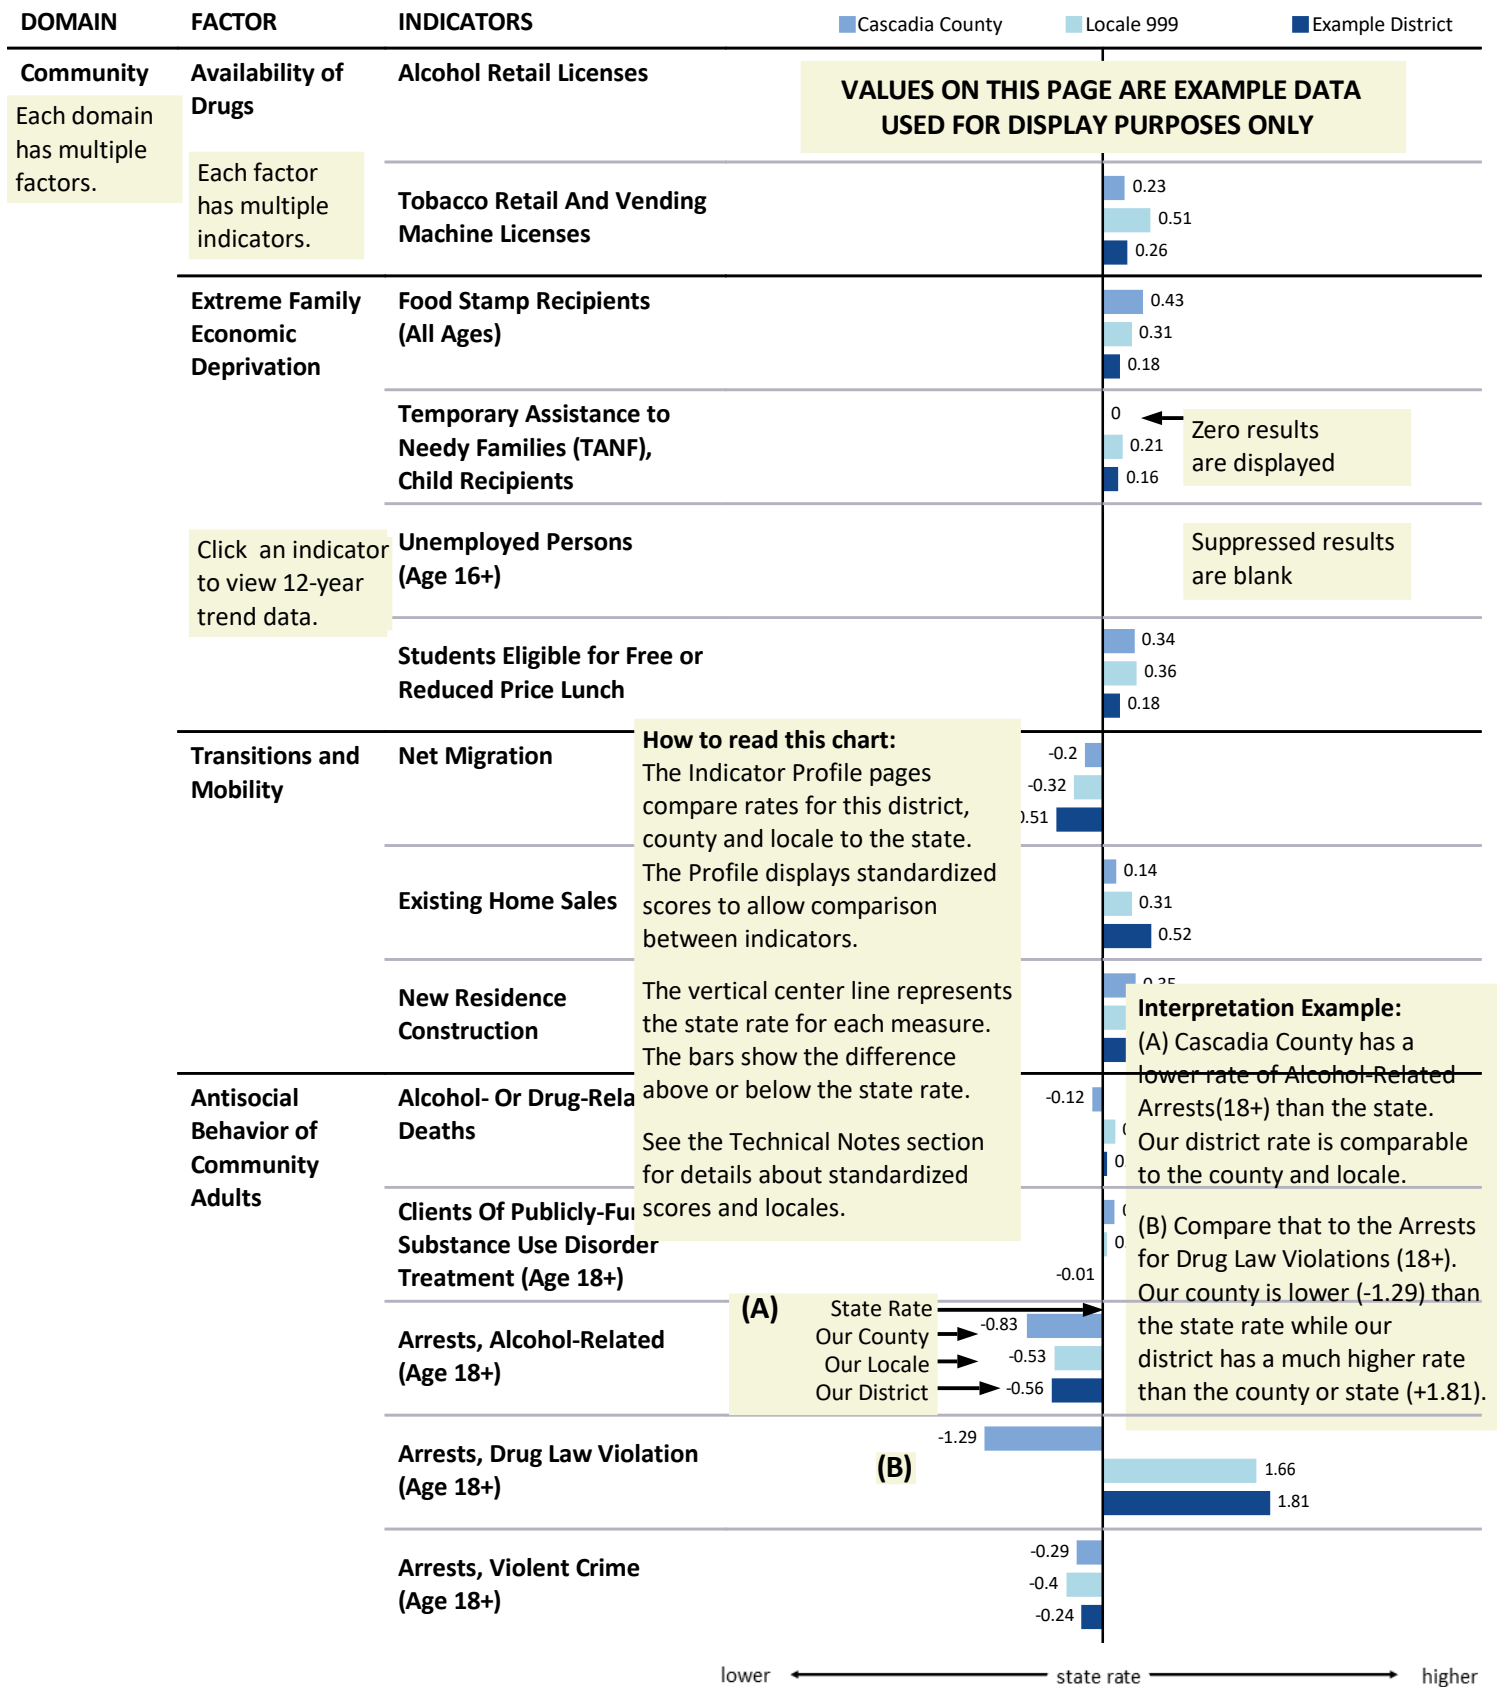 DOMAIN FACTOR INDICATORS Cascadia County Locale 999 Example District
Community
Each domain
has multiple
factors.
Availability of
Drugs
Each factor
has multiple
indicators.
Alcohol Retail Licenses
VALUES ON THIS PAGE ARE EXAMPLE DATA
USED FOR DISPLAY PURPOSES ONLY
Tobacco Retail And Vending
Machine Licenses
0.23
0.51
0.26
Extreme Family
Economic
Deprivation
Food Stamp Recipients
(All Ages)
0.43
0.31
0.18
Temporary Assistance to
Needy Families (TANF),
Child Recipients
0
0.21
0.16
Zero results
are displayed
Click an indicator
to view 12-year
trend data.
Unemployed Persons
(Age 16+)
Suppressed results
are blank
Students Eligible for Free or
Reduced Price Lunch
0.34
0.36
0.18
Transitions and
Mobility
Net Migration
-0.2
-0.32
0.51
How to read this chart:
The Indicator Profile pages
compare rates for this district,
county and locale to the state.
The Profile displays standardized
scores to allow comparison
between indicators.
The vertical center line represents
the state rate for each measure.
The bars show the difference
above or below the state rate.
See the Technical Notes section
for details about standardized
scores and locales.
Existing Home Sales
0.14
0.31
0.52
New Residence
Construction
0.35
Interpretation Example:
(A) Cascadia County has a
lower rate of Alcohol-Related
Arrests(18+) than the state.
Our district rate is comparable
to the county and locale.
(B) Compare that to the Arrests
for Drug Law Violations (18+).
Our county is lower (-1.29) than
the state rate while our
district has a much higher rate
than the county or state (+1.81).
Antisocial
Behavior of
Community
Adults
Alcohol- Or Drug-Rela
Deaths
-0.12
0.
Clients Of Publicly-Fu
Substance Use Disorder
Treatment (Age 18+)
0.
-0.01
Arrests, Alcohol-Related
(Age 18+)
(A)
State Rate
Our County
Our Locale
Our District
-0.83
-0.53
-0.56
Arrests, Drug Law Violation
(Age 18+)
(B)
-1.29
1.66
1.81
Arrests, Violent Crime
(Age 18+)
-0.29
-0.4
-0.24
lower state rate higher